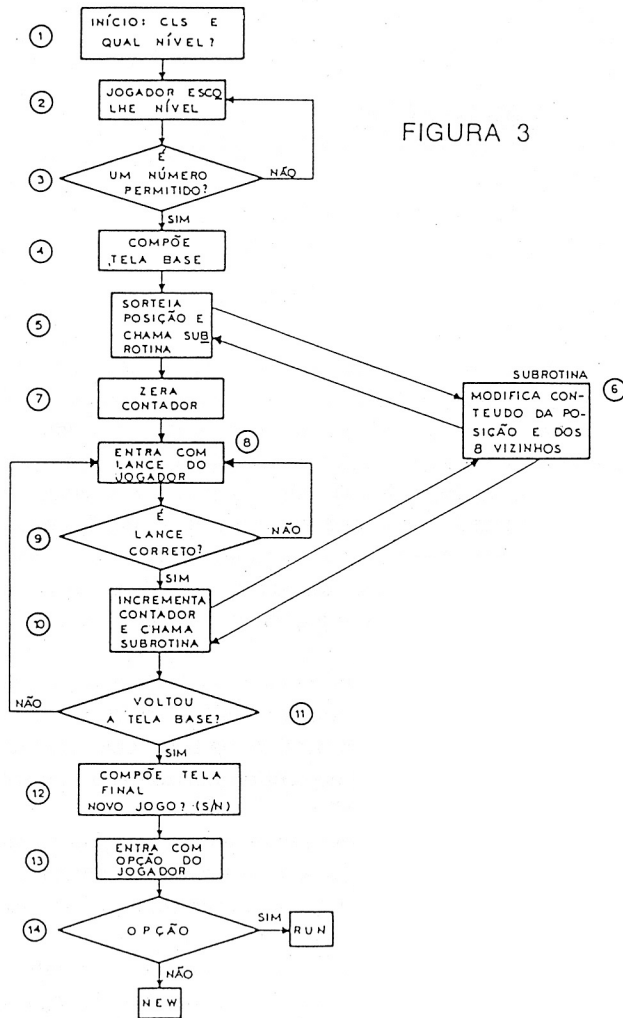 1
INÍCIO: CLS E
QUAL NÍVEL?
2
JOGADOR ESCO
LHE NÍVEL
FIGURA 3
3
É
UM NÚMERO
PERMITIDO?
NÃO
SIM
4
COMPÕE
TELA BASE
5
SORTEIA
POSIÇÃO E
CHAMA SUB
ROTINA
SUBROTINA
6
MODIFICA CON-
TEUDO DA PO-
SIÇÃO E DOS
8 VIZINHOS
7
ZERA
CONTADOR
8
ENTRA COM
LANCE DO
JOGADOR
9
É
LANCE
CORRETO?
NÃO
SIM
10
INCREMENTA
CONTADOR
E CHAMA
SUBROTINA
NÃO
VOLTOU
A TELA BASE?
11
SIM
12
COMPÕE TELA
FINAL
NOVO JOGO? (S/N)
13
ENTRA COM
OPÇÃO DO
JOGADOR
14
OPÇÃO
SIM
RUN
NÃO
NEW